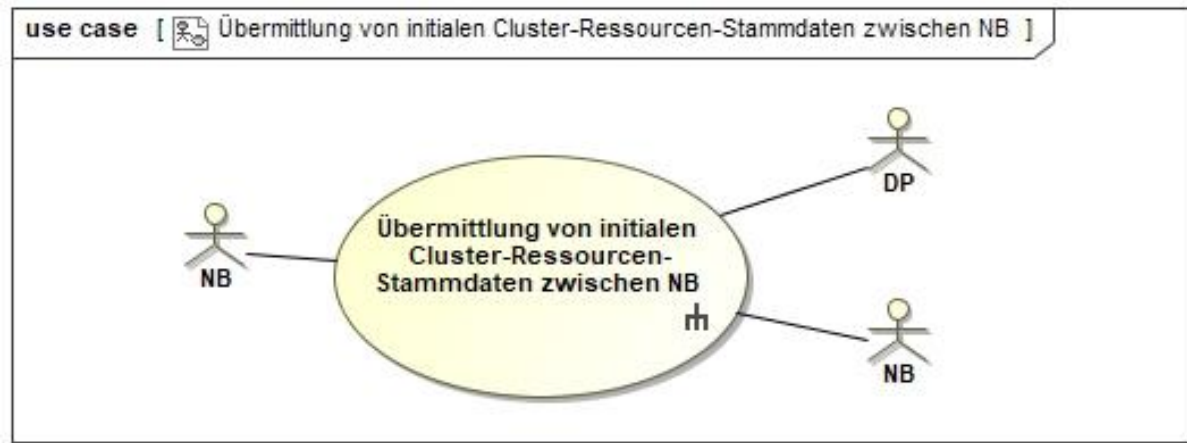 use case [ Übermittlung von initialen Cluster-Ressourcen-Stammdaten zwischen NB ]
DP
Übermittlung von initialen
Cluster-Ressourcen-
Stammdaten zwischen NB
NB
NB